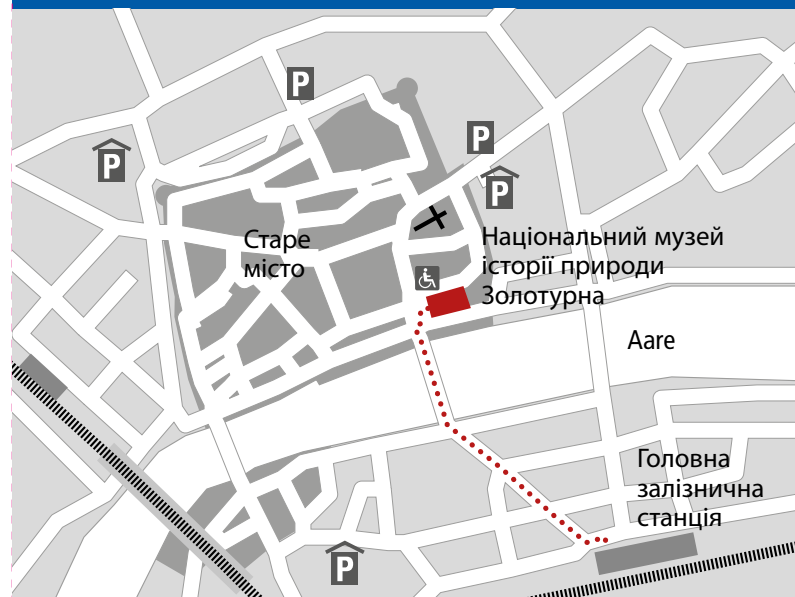 P
P
P
P
Старе
місто
Національний музей
історії природи
Золотурна
Aare
Головна
залізнична
станція
P